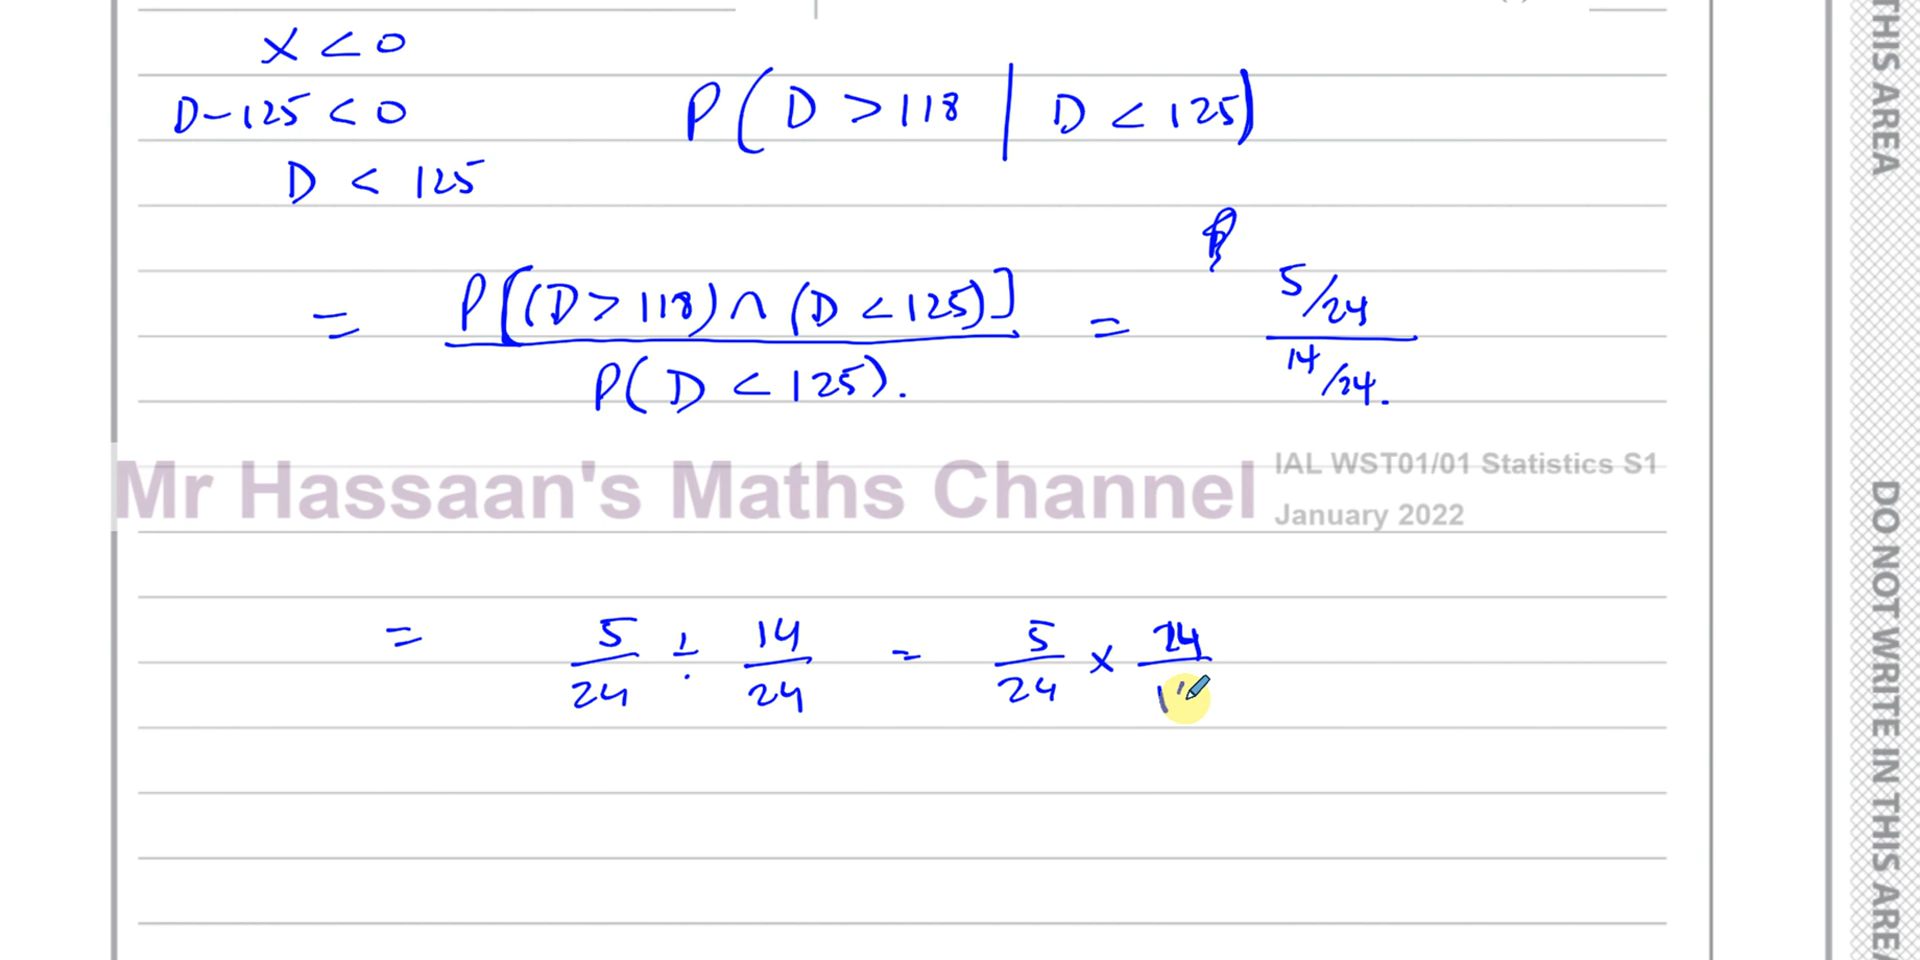 X < 0
D - 125 < 0
D < 125
P(D > 118 | D < 125)
= P[(D > 118) ∩ (D < 125)] / P(D < 125). = 5/24 / 14/24.
Mr Hassaan's Maths Channel
IAL WST01/01 Statistics S1
January 2022
= 5/24 ÷ 14/24 = 5/24 × 24/
THIS AREA
DO NOT WRITE IN THIS AREA